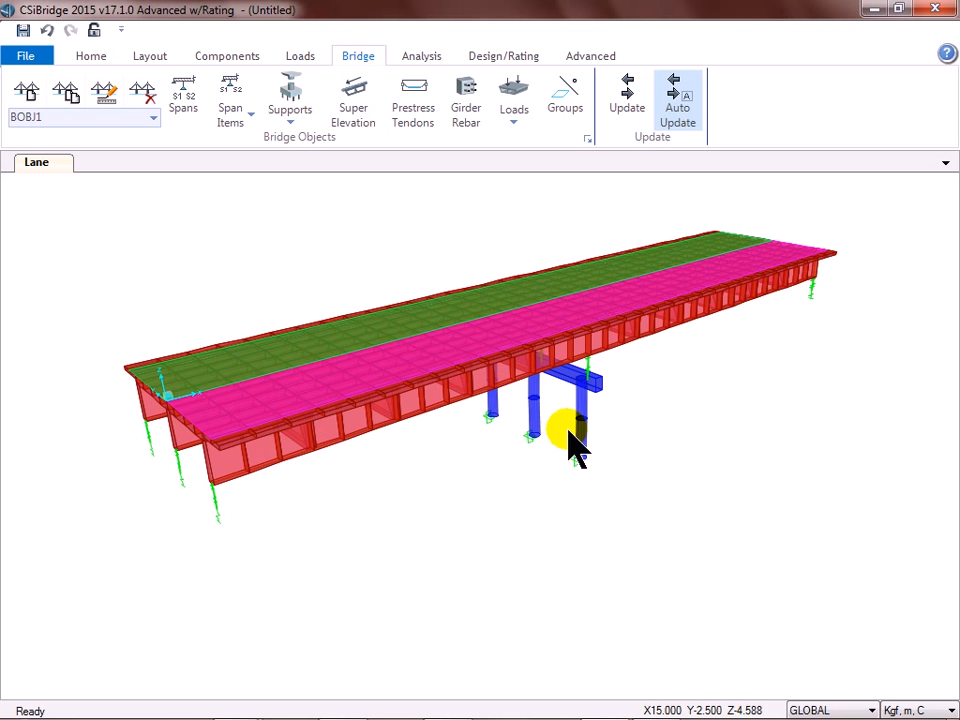 CSiBridge 2015 v17.1.0 Advanced w/Rating - (Untitled)
File Home Layout Components Loads Bridge Analysis Design/Rating Advanced
BOBJ1
S1 S2
Spans
S1 S2
Span Items
Supports
Super Elevation
Prestress Tendons
Girder Rebar
Loads
Groups
Update
A
Auto Update
Bridge Objects
Update
Lane
Z
X
Ready
X15.000 Y-2.500 Z-4.588
GLOBAL
Kgf, m, C